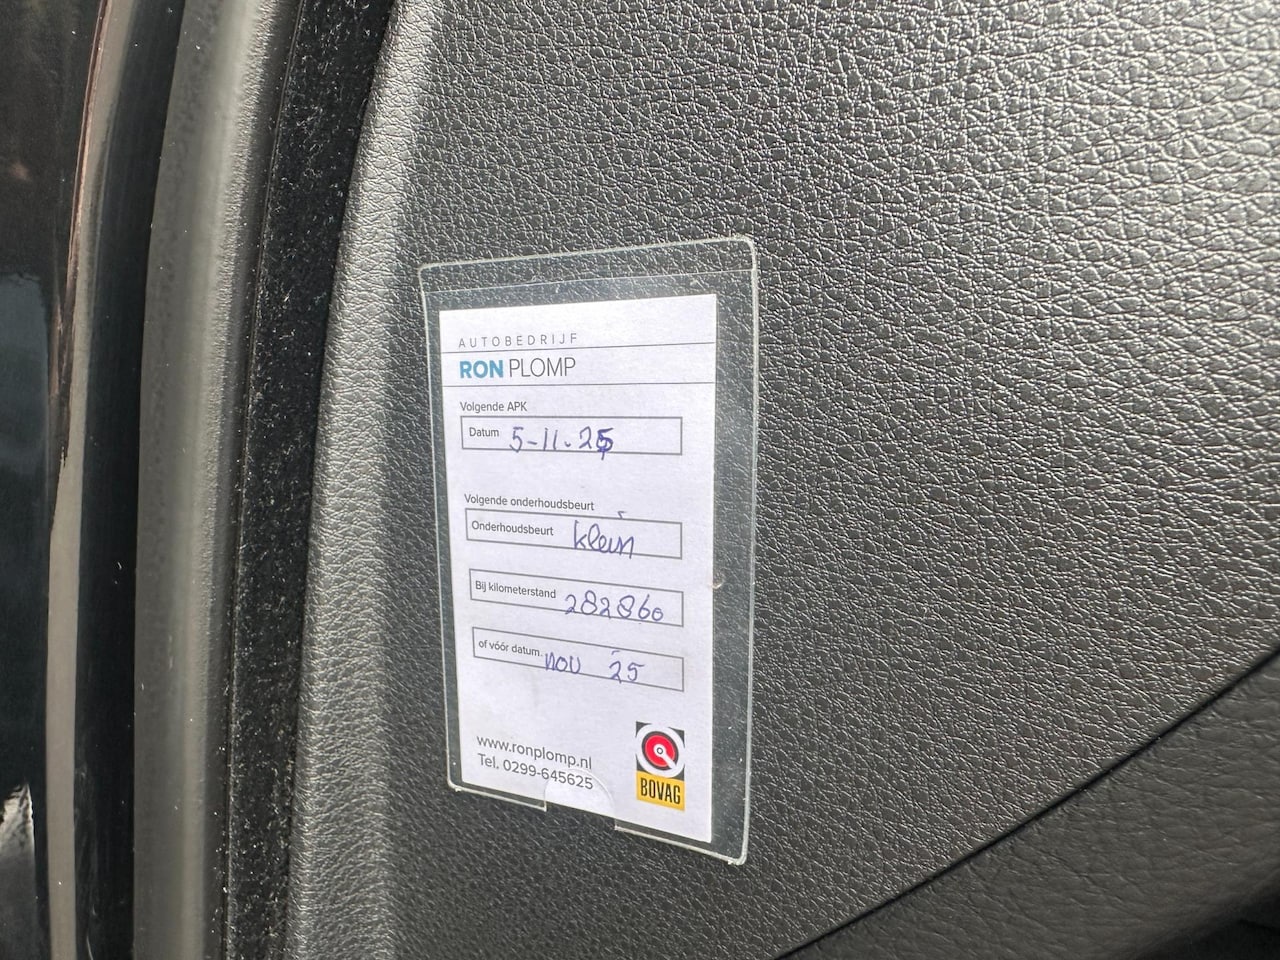 AUTOBEDRIJF
RON PLOMP
Volgende APK
Datum 5-11-25
Volgende onderhoudsbeurt
Onderhoudsbeurt klein
Bij kilometerstand 282860
of vóór datum. nov 25
www.ronplomp.nl
Tel. 0299-645625
BOVAG